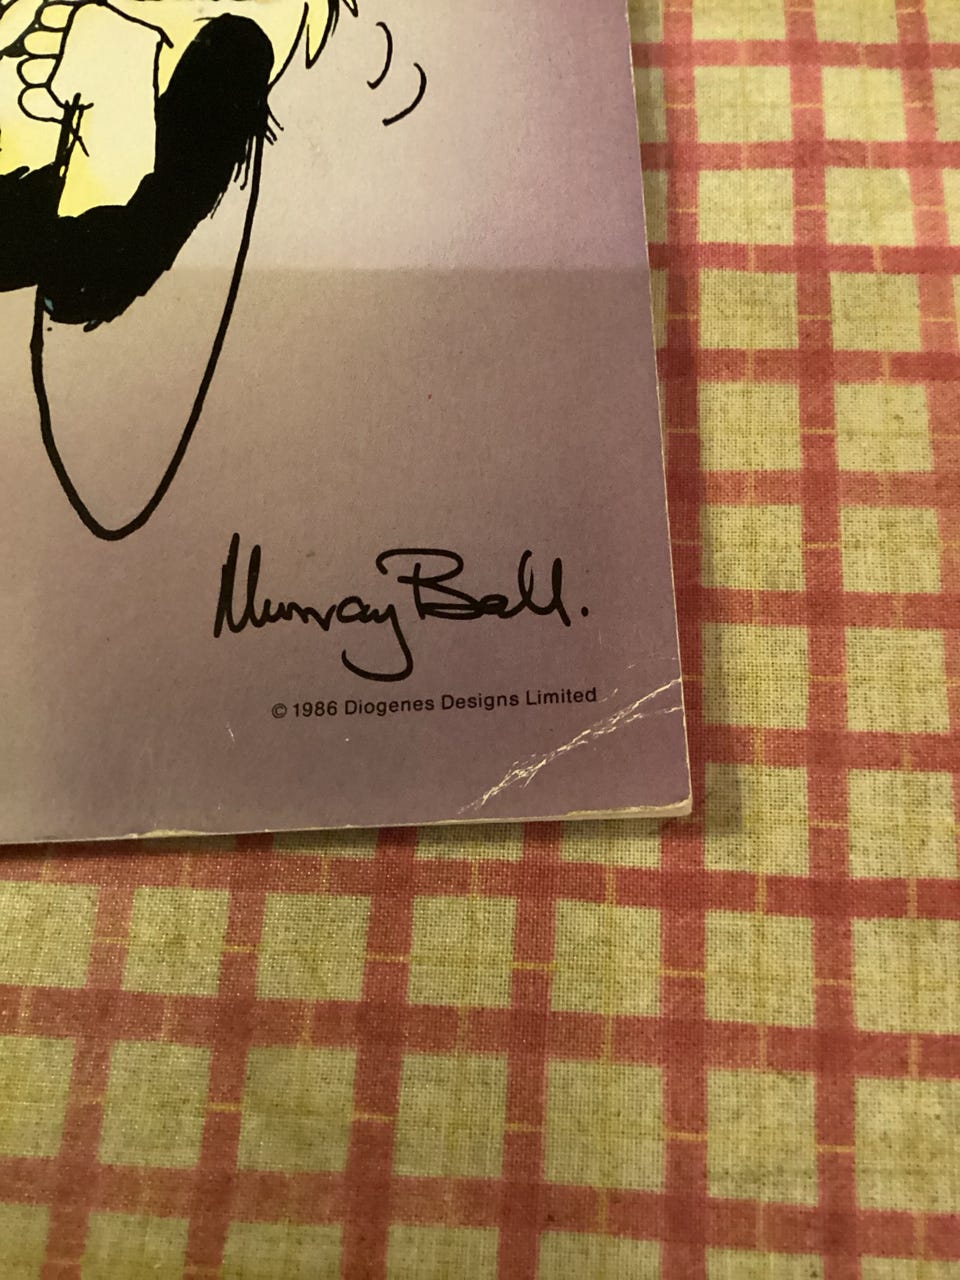 Murray Ball.
© 1986 Diogenes Designs Limited